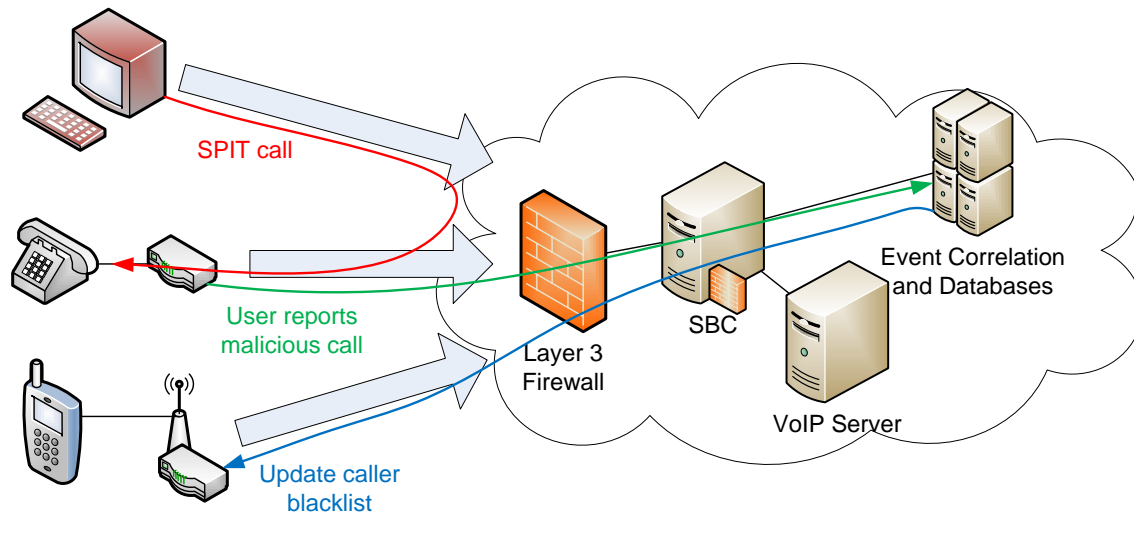 SPIT call
User reports
malicious call
Update caller
blacklist
Layer 3
Firewall
SBC
VoIP Server
Event Correlation
and Databases